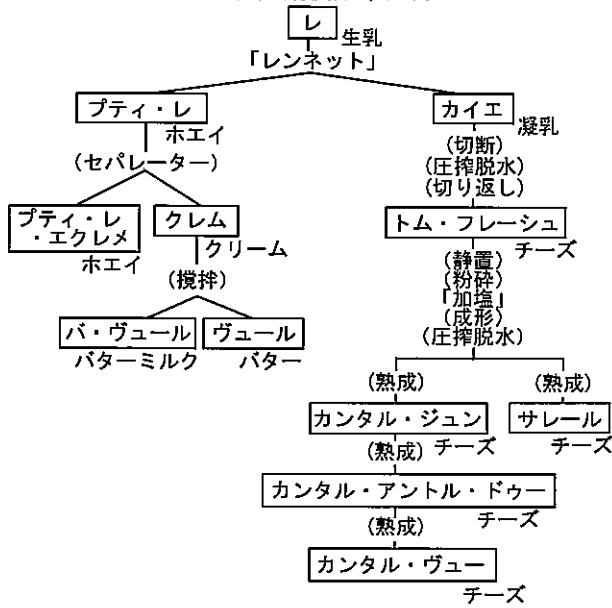 レ
生乳
「レンネット」
プティ・レ
ホエイ
カイエ
凝乳
(セパレーター)
(切断)
(圧搾脱水)
(切り返し)
プティ・レ
・エクレメ
ホエイ
クレム
クリーム
トム・フレーシュ
チーズ
(攪拌)
(静置)
(粉砕)
「加塩」
(成形)
(圧搾脱水)
バ・ヴュール
バターミルク
ヴュール
バター
(熟成)
(熟成)
カンタル・ジュン
チーズ
サレール
チーズ
(熟成)
カンタル・アントル・ドゥー
チーズ
(熟成)
カンタル・ヴュー
チーズ